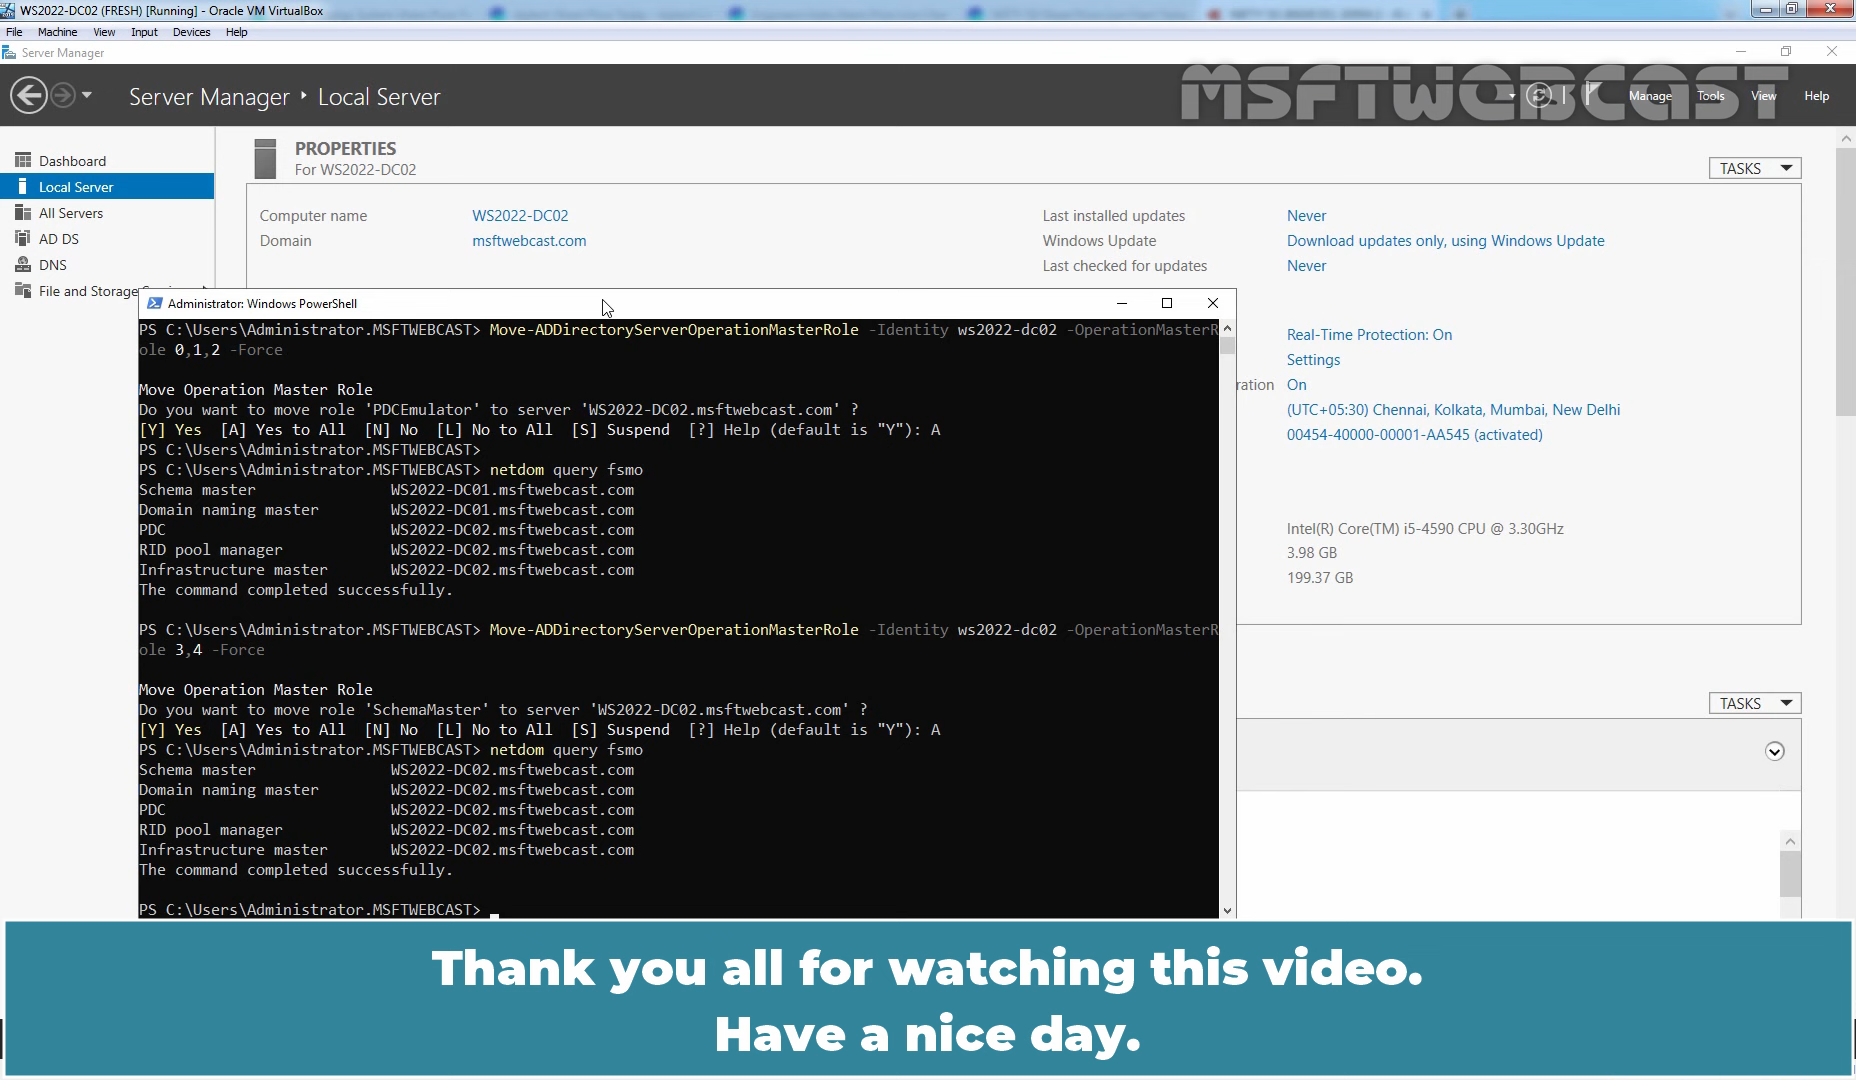 WS2022-DC02 (FRESH) [Running] - Oracle VM VirtualBox
File Machine View Input Devices Help
Server Manager
Server Manager Local Server
MSFTWEBCAST
Manage Tools View Help
Dashboard
Local Server
All Servers
AD DS
DNS
File and Storage
PROPERTIES
For WS2022-DC02
TASKS
Computer name WS2022-DC02
Domain msftwebcast.com
Last installed updates Never
Windows Update Download updates only, using Windows Update
Last checked for updates Never
Real-Time Protection: On
Settings
ration On
(UTC+05:30) Chennai, Kolkata, Mumbai, New Delhi
00454-40000-00001-AA545 (activated)
Intel(R) Core(TM) i5-4590 CPU @ 3.30GHz
3.98 GB
199.37 GB
TASKS
Administrator: Windows PowerShell
PS C:\Users\Administrator.MSFTWEBCAST> Move-ADDirectoryServerOperationMasterRole -Identity ws2022-dc02 -OperationMasterR
ole 0,1,2 -Force
Move Operation Master Role
Do you want to move role 'PDCEmulator' to server 'WS2022-DC02.msftwebcast.com' ?
[Y] Yes [A] Yes to All [N] No [L] No to All [S] Suspend [?] Help (default is "Y"): A
PS C:\Users\Administrator.MSFTWEBCAST>
PS C:\Users\Administrator.MSFTWEBCAST> netdom query fsmo
Schema master WS2022-DC01.msftwebcast.com
Domain naming master WS2022-DC01.msftwebcast.com
PDC WS2022-DC02.msftwebcast.com
RID pool manager WS2022-DC02.msftwebcast.com
Infrastructure master WS2022-DC02.msftwebcast.com
The command completed successfully.
PS C:\Users\Administrator.MSFTWEBCAST> Move-ADDirectoryServerOperationMasterRole -Identity ws2022-dc02 -OperationMasterR
ole 3,4 -Force
Move Operation Master Role
Do you want to move role 'SchemaMaster' to server 'WS2022-DC02.msftwebcast.com' ?
[Y] Yes [A] Yes to All [N] No [L] No to All [S] Suspend [?] Help (default is "Y"): A
PS C:\Users\Administrator.MSFTWEBCAST> netdom query fsmo
Schema master WS2022-DC02.msftwebcast.com
Domain naming master WS2022-DC02.msftwebcast.com
PDC WS2022-DC02.msftwebcast.com
RID pool manager WS2022-DC02.msftwebcast.com
Infrastructure master WS2022-DC02.msftwebcast.com
The command completed successfully.
PS C:\Users\Administrator.MSFTWEBCAST>
Thank you all for watching this video.
Have a nice day.